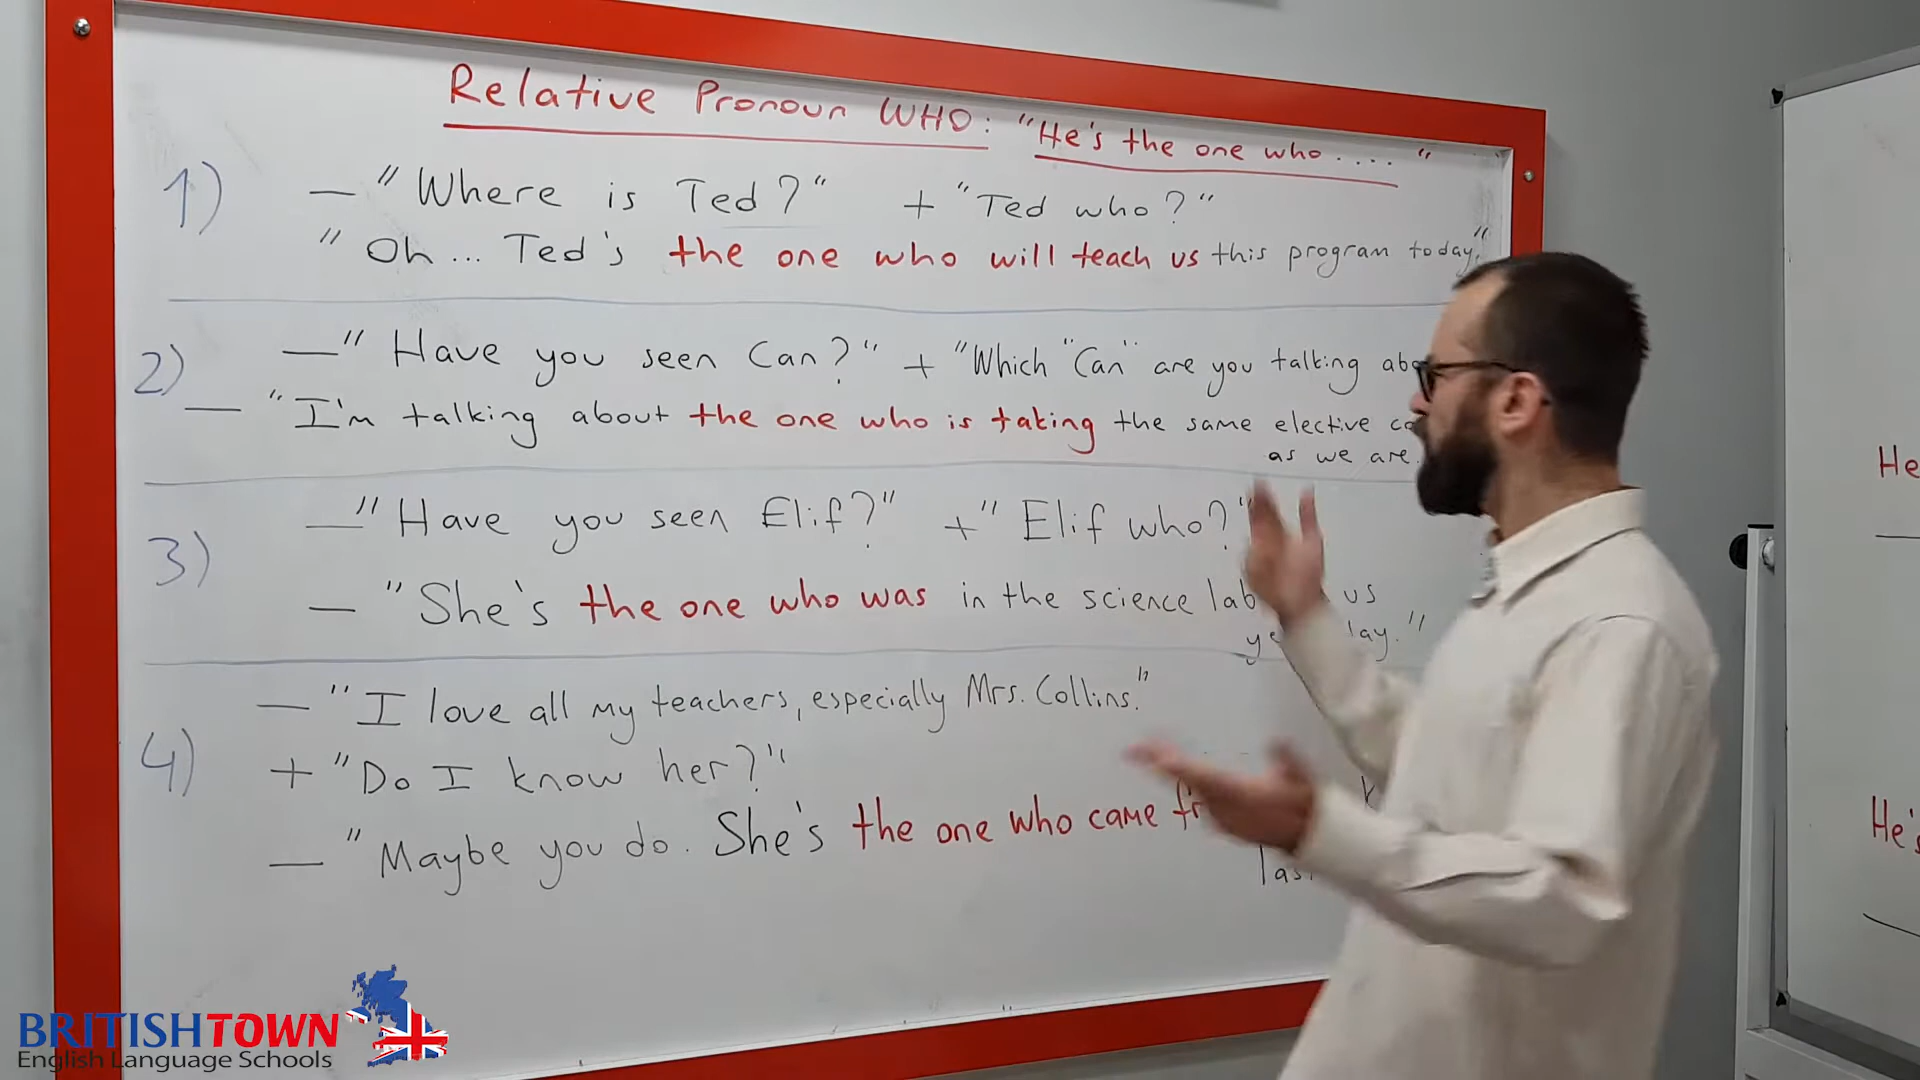 Relative Pronoun WHO: "He's the one who...."
1) — "Where is Ted?" + "Ted who?"
"Oh... Ted's the one who will teach us this program today."
2) — "Have you seen Can?" + "Which "Can" are you talking
— "I'm talking about the one who is taking the same elective
as we are.
3) — "Have you seen Elif?" + "Elif who?"
— "She's the one who was in the science lab us
— "I love all my teachers, especially Mrs. Collins."
4) + "Do I know her?"
— "Maybe you do. She's the one who came
He
He's
BRITISHTOWN
English Language Schools